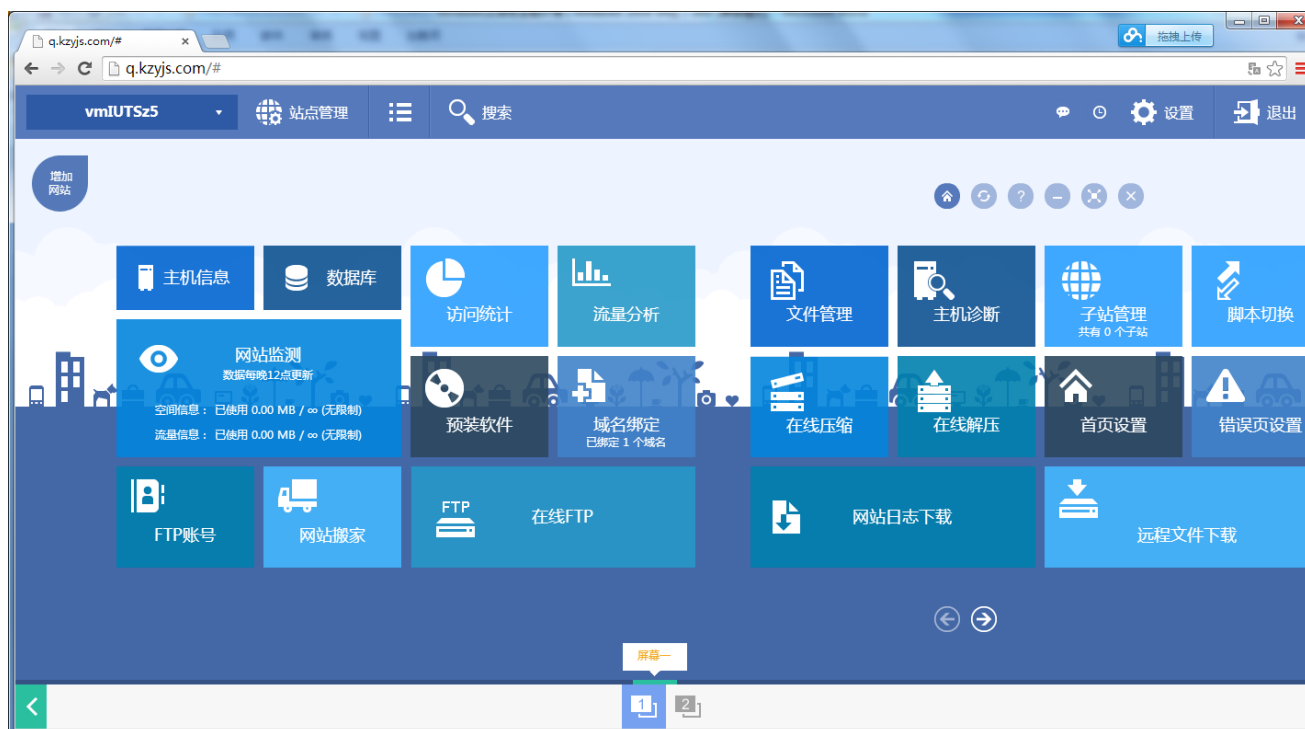 q.kzyjs.com/#
拖拽上传
q.kzyjs.com/#
vmIUTSz5
站点管理
搜索
设置
退出
增加
网站
主机信息
数据库
访问统计
流量分析
文件管理
主机诊断
子站管理
共有 0 个子站
脚本切换
网站监测
数据每晚12点更新
空间信息： 已使用 0.00 MB / ∞ (无限制)
流量信息： 已使用 0.00 MB / ∞ (无限制)
预装软件
域名绑定
已绑定 1 个域名
在线压缩
在线解压
首页设置
错误页设置
FTP账号
网站搬家
FTP
在线FTP
网站日志下载
远程文件下载
屏幕一
1
2